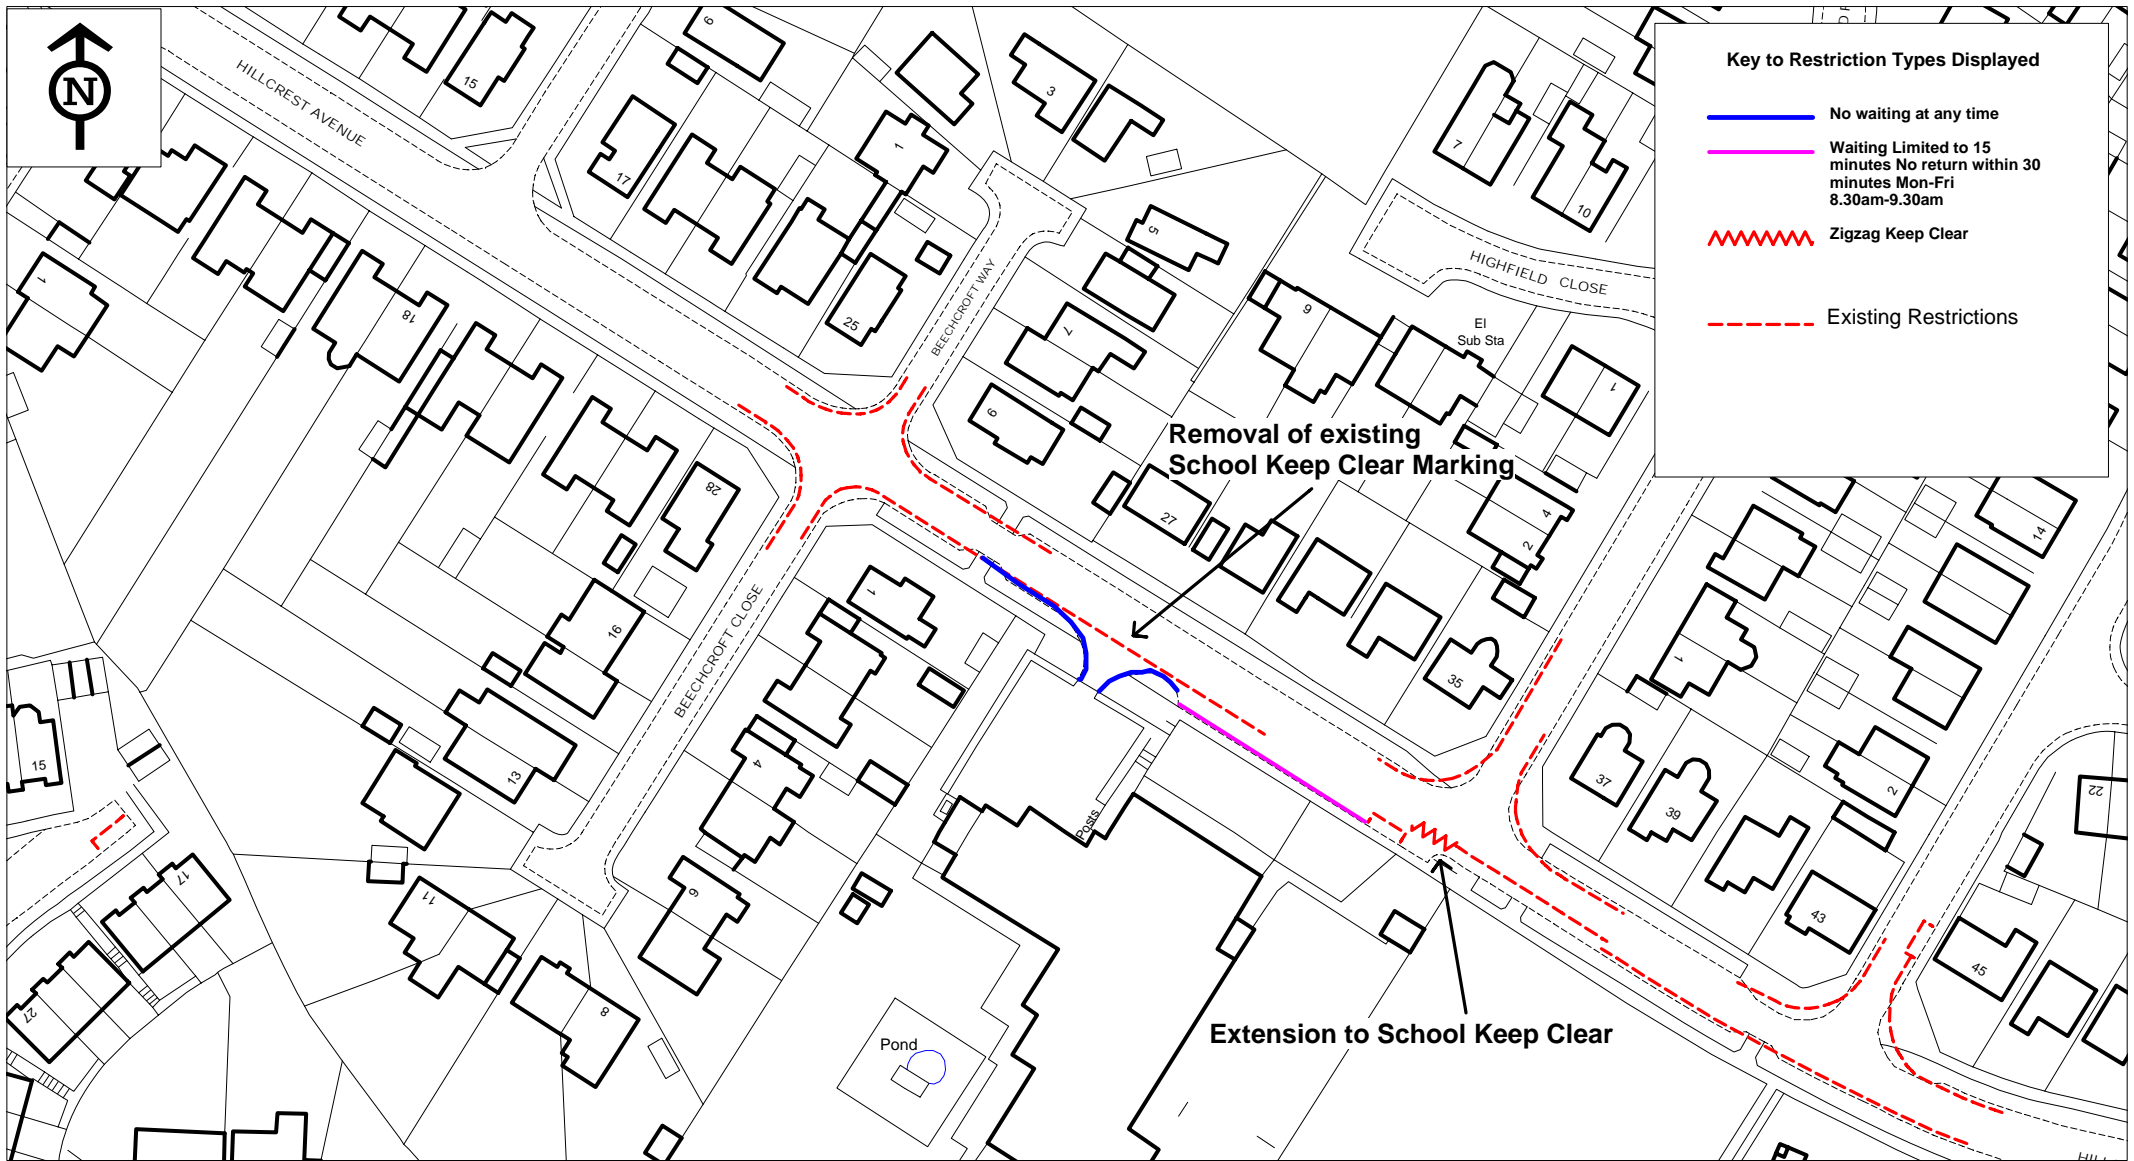 N
Key to Restriction Types Displayed
No waiting at any time
Waiting Limited to 15
minutes No return within 30
minutes Mon-Fri
8.30am-9.30am
Zigzag Keep Clear
Existing Restrictions
HILLCREST AVENUE
BEECHCROFT WAY
HIGHFIELD CLOSE
El
Sub Sta
Removal of existing
School Keep Clear Marking
BEECHCROFT CLOSE
Posts
Pond
Extension to School Keep Clear
15
17
1
3
5
7
10
25
18
1
7
9
1
27
28
4
2
14
16
1
35
1
37
39
2
22
15
13
4
43
45
17
11
27
8